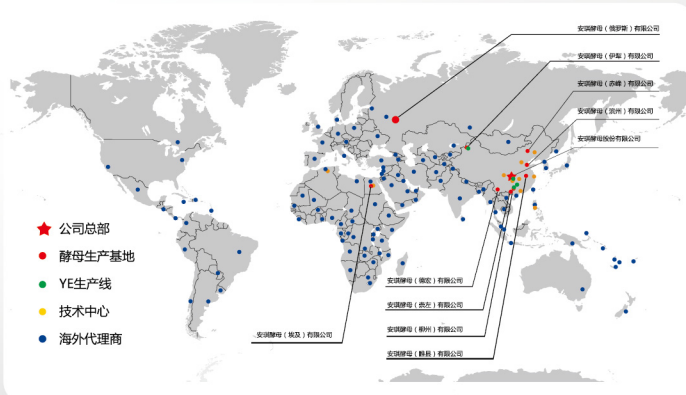 安琪酵母（俄罗斯）有限公司
安琪酵母（伊犁）有限公司
安琪酵母（赤峰）有限公司
安琪酵母（滨州）有限公司
安琪酵母股份有限公司
公司总部
酵母生产基地
YE生产线
技术中心
海外代理商
安琪酵母（德宏）有限公司
安琪酵母（崇左）有限公司
安琪酵母（柳州）有限公司
安琪酵母（睢县）有限公司
安琪酵母（埃及）有限公司